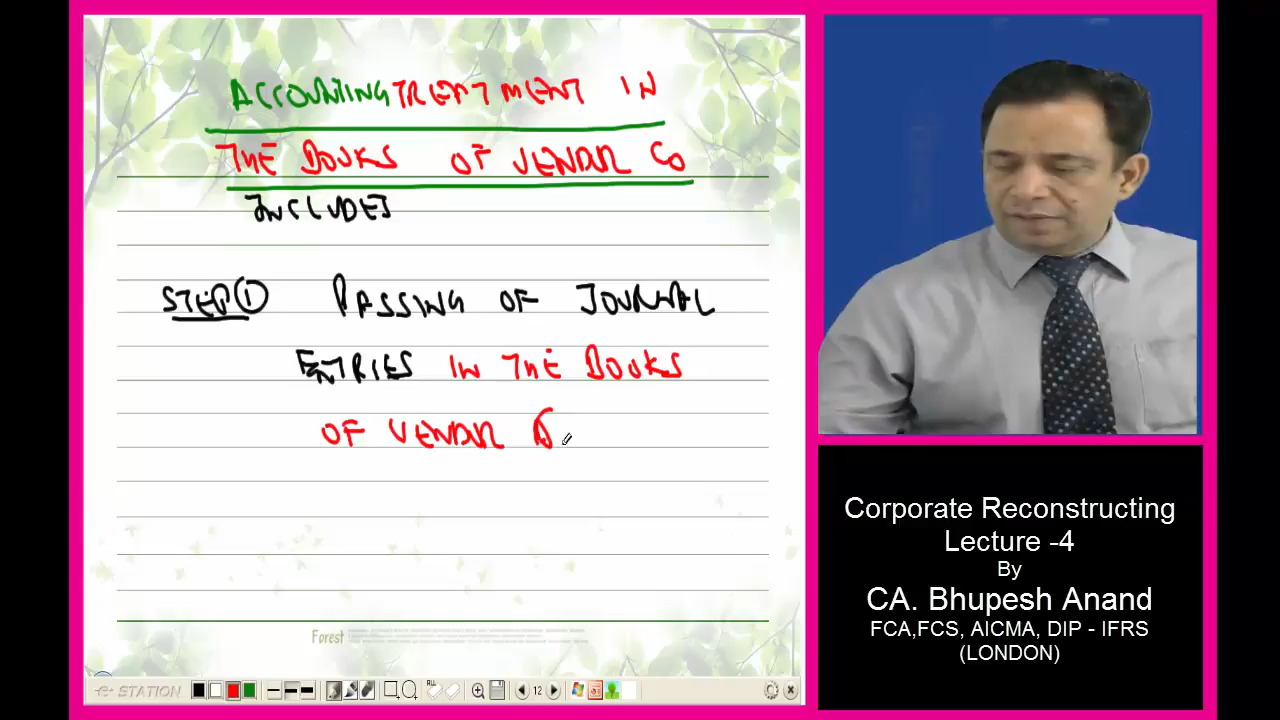 ACCOUNTING TREATMENT IN
THE BOOKS OF VENDOR CO
INCLUDES
STEP 1 PASSING OF JOURNAL
ENTRIES IN THE BOOKS
OF VENDOR
Forest
e-STATION
12
Corporate Reconstructing
Lecture -4
By
CA. Bhupesh Anand
FCA,FCS, AICMA, DIP - IFRS
(LONDON)